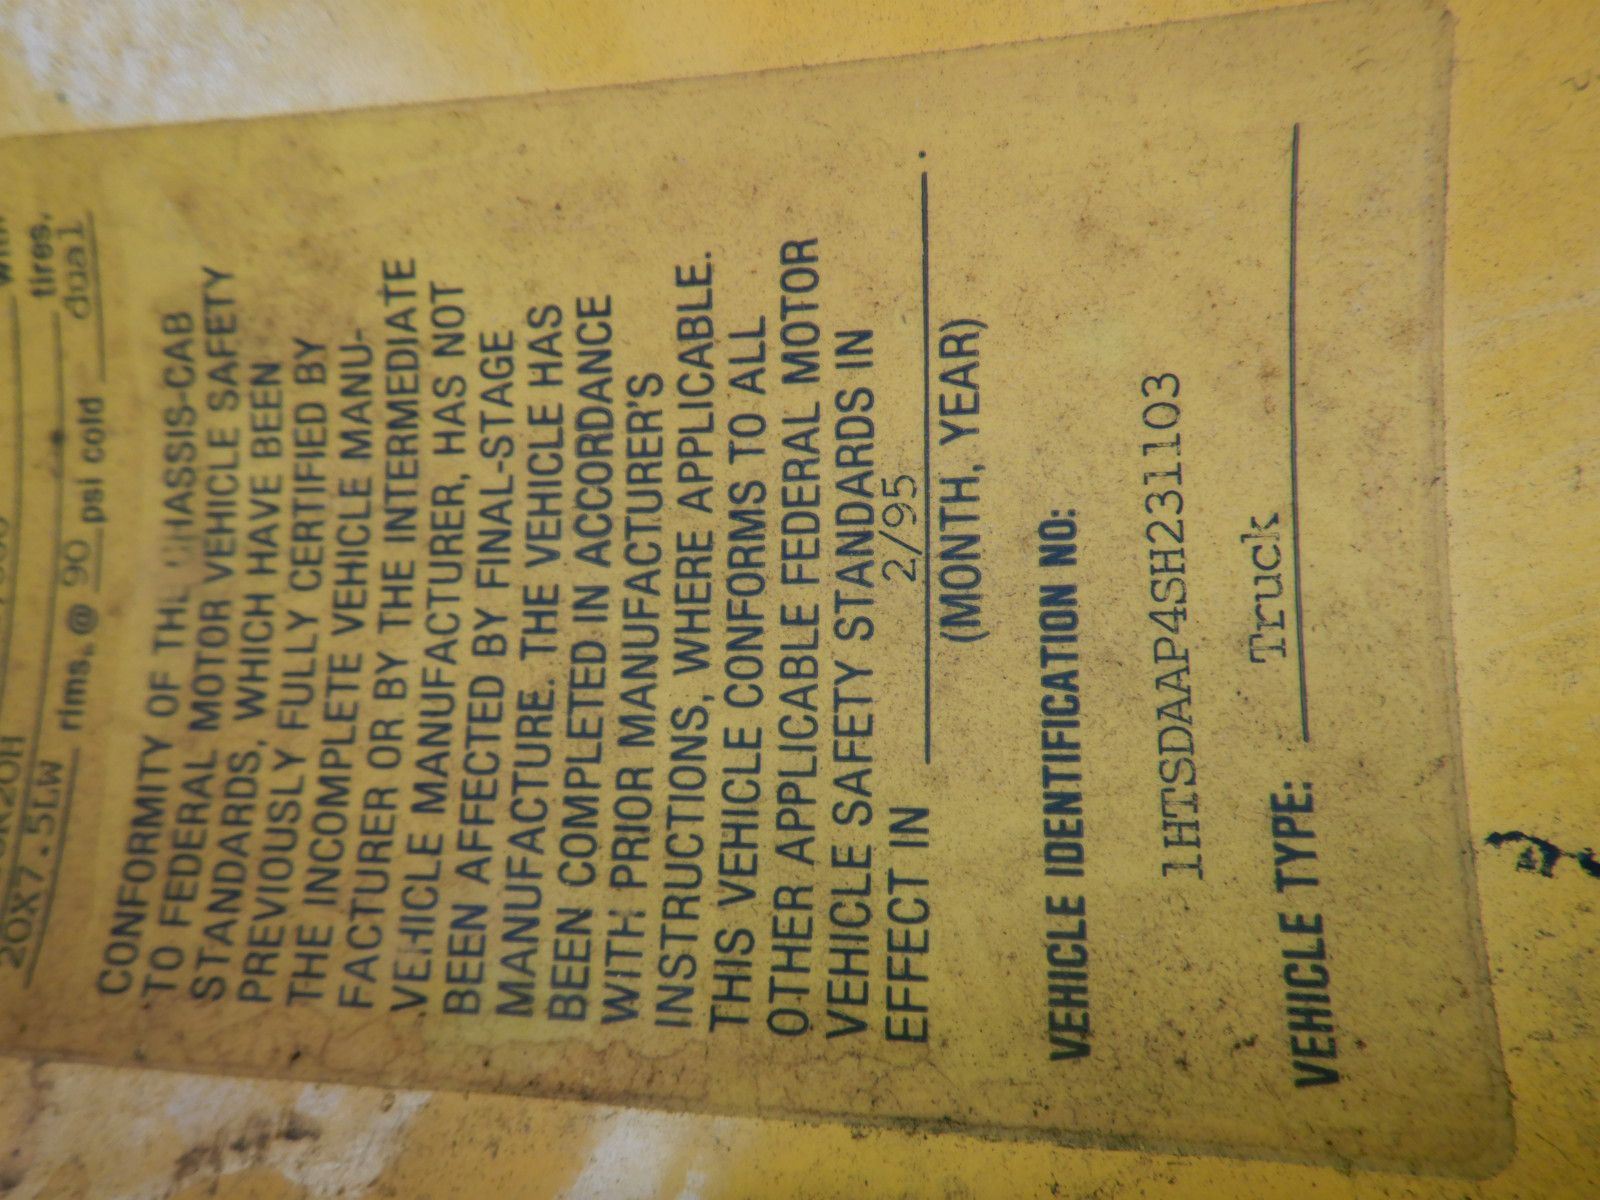 20X7.5LW rims, @ 90 psi cold dual
tires,
CONFORMITY OF THE CHASSIS-CAB
TO FEDERAL MOTOR VEHICLE SAFETY
STANDARDS, WHICH HAVE BEEN
PREVIOUSLY FULLY CERTIFIED BY
THE INCOMPLETE VEHICLE MANU-
FACTURER OR BY THE INTERMEDIATE
VEHICLE MANUFACTURER, HAS NOT
BEEN AFFECTED BY FINAL-STAGE
MANUFACTURE. THE VEHICLE HAS
BEEN COMPLETED IN ACCORDANCE
WITH PRIOR MANUFACTURER'S
INSTRUCTIONS, WHERE APPLICABLE.
THIS VEHICLE CONFORMS TO ALL
OTHER APPLICABLE FEDERAL MOTOR
VEHICLE SAFETY STANDARDS IN
EFFECT IN 2/95.
(MONTH, YEAR)
VEHICLE IDENTIFICATION NO:
1HTSDAAP4SH231103
VEHICLE TYPE: Truck